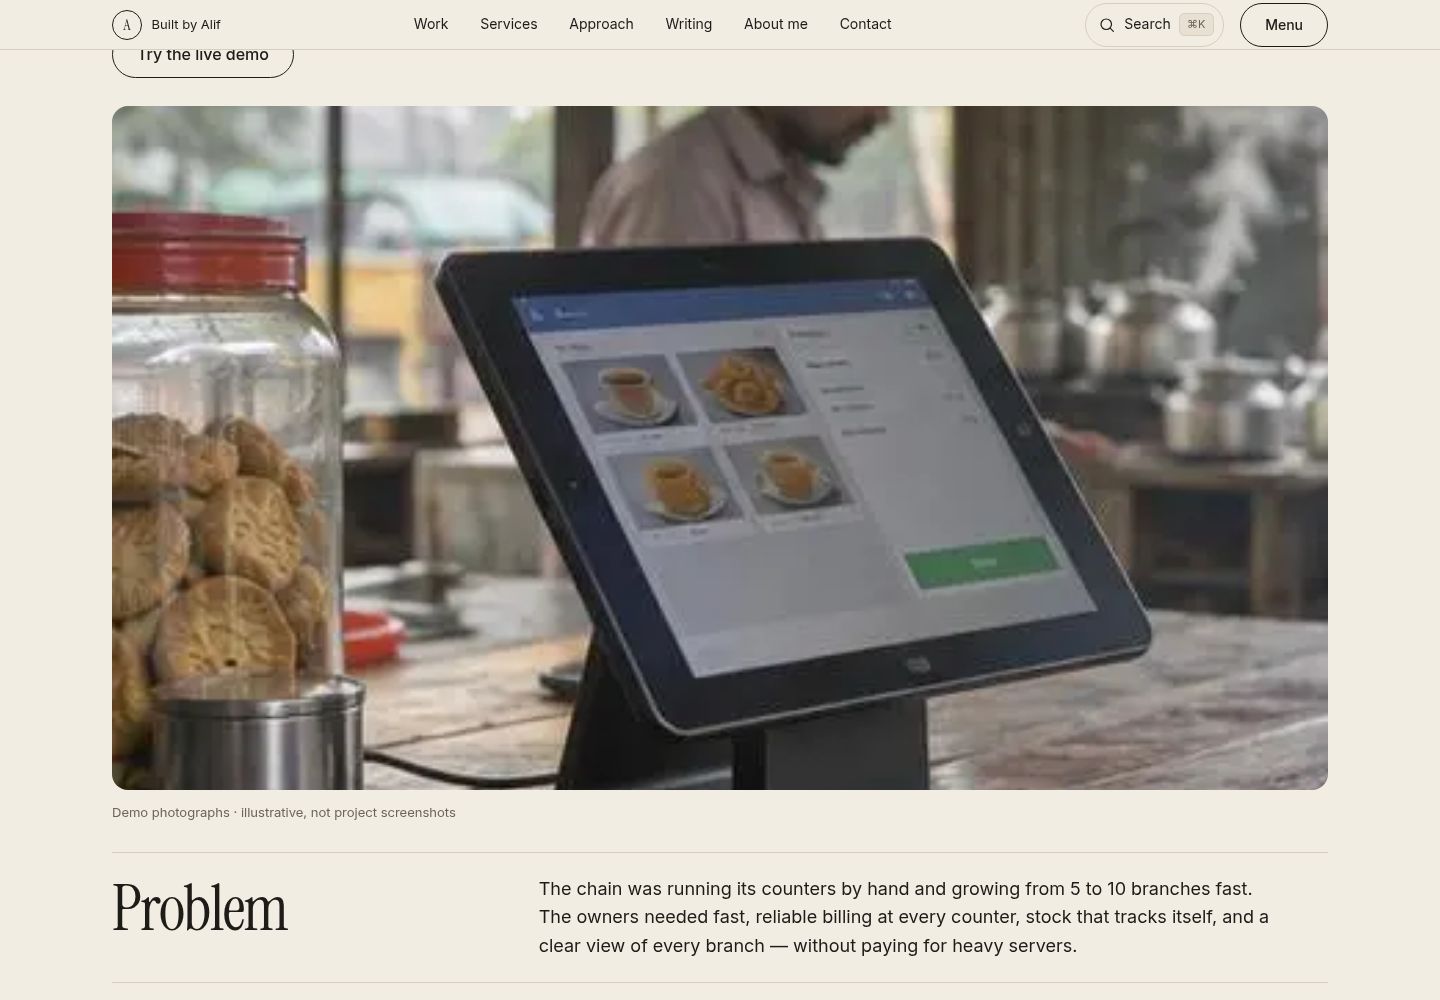 A Built by Alif
Work Services Approach Writing About me Contact
Search ⌘K
Menu
Try the live demo
Demo photographs · illustrative, not project screenshots
Problem
The chain was running its counters by hand and growing from 5 to 10 branches fast.
The owners needed fast, reliable billing at every counter, stock that tracks itself, and a
clear view of every branch — without paying for heavy servers.